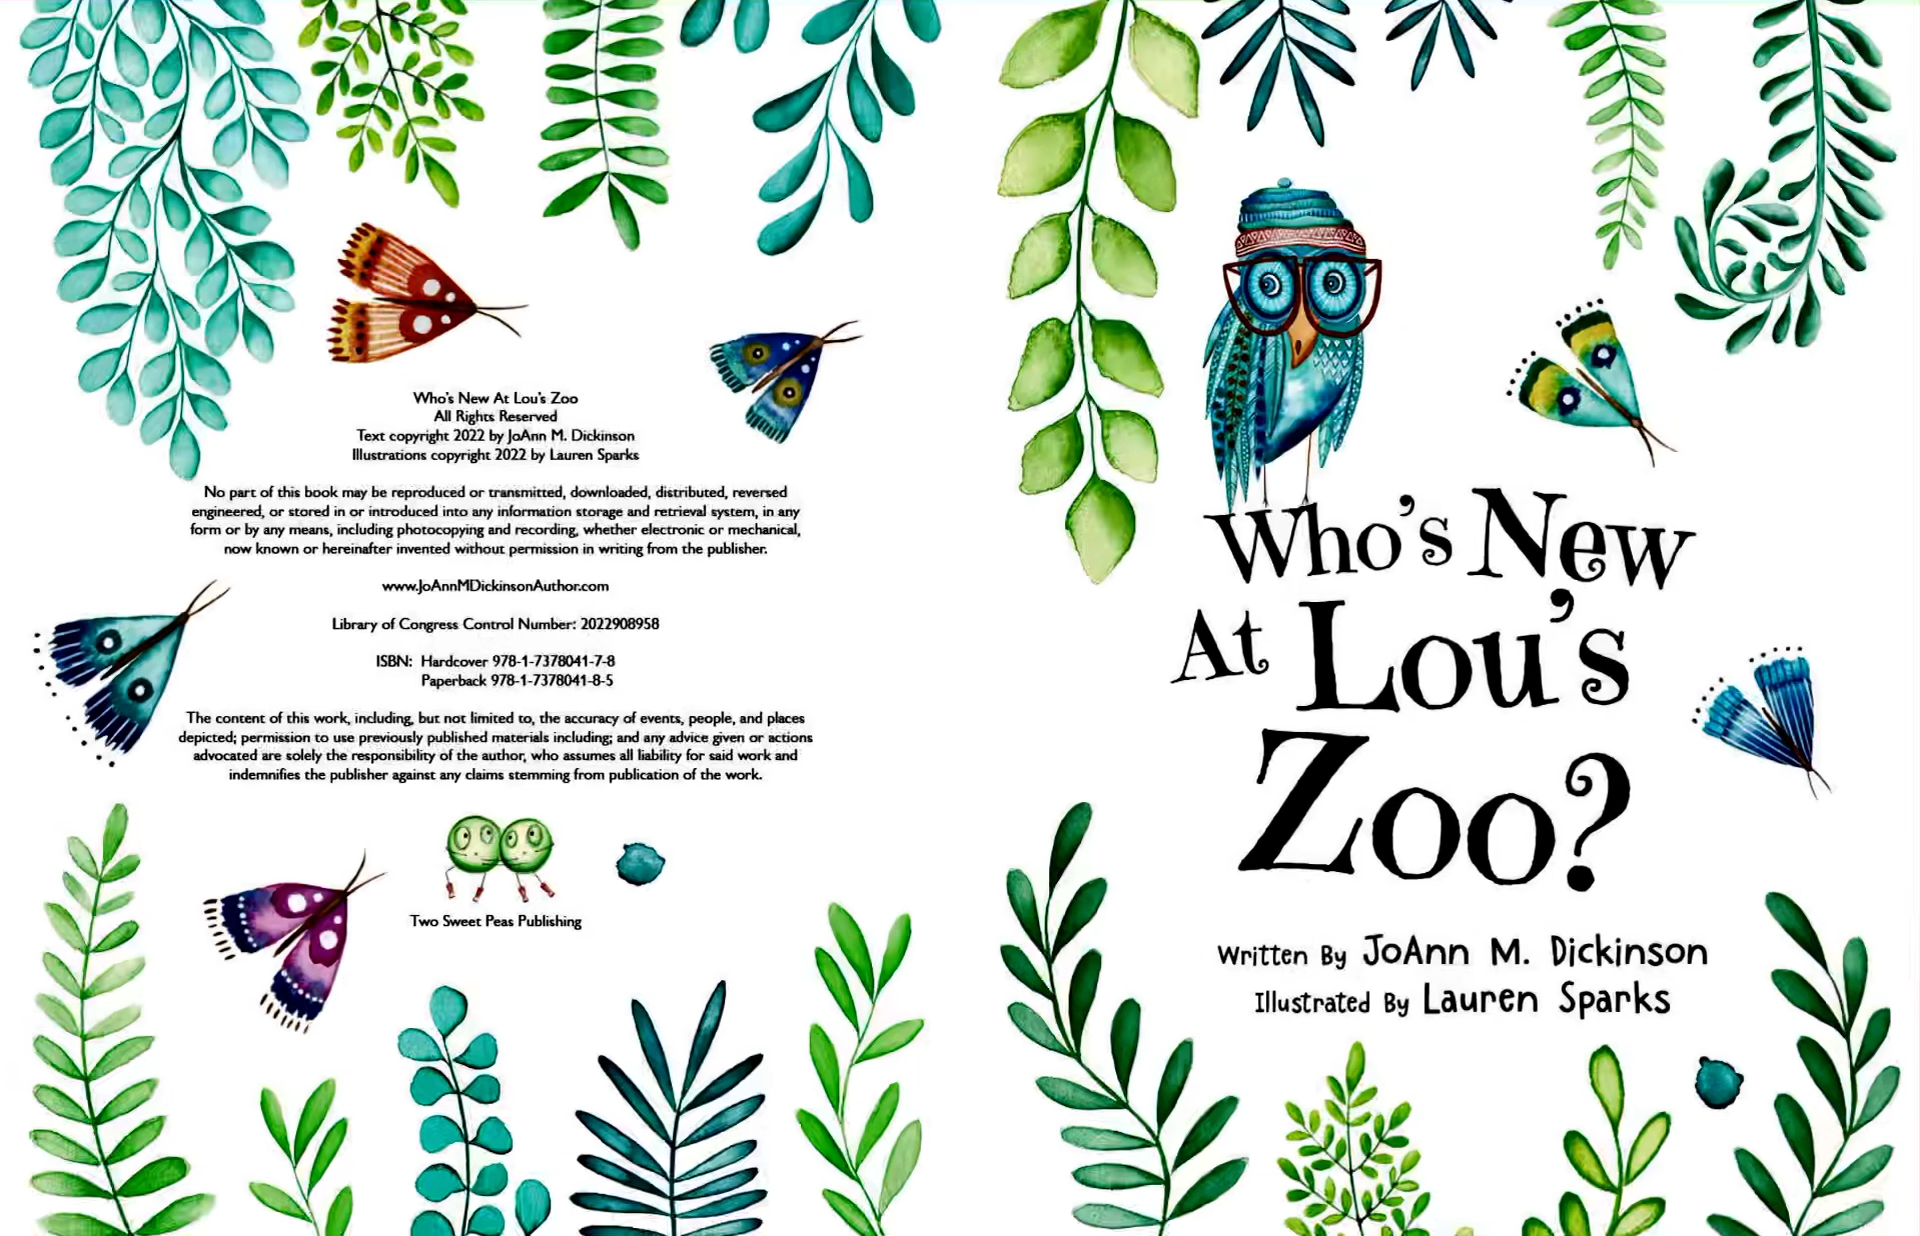 Who's New At Lou's Zoo
All Rights Reserved
Text copyright 2022 by JoAnn M. Dickinson
Illustrations copyright 2022 by Lauren Sparks
No part of this book may be reproduced or transmitted, downloaded, distributed, reversed
engineered, or stored in or introduced into any information storage and retrieval system, in any
form or by any means, including photocopying and recording, whether electronic or mechanical,
now known or hereinafter invented without permission in writing from the publisher.
www.JoAnnMDickinsonAuthor.com
Library of Congress Control Number: 2022908958
ISBN: Hardcover 978-1-7378041-7-8
Paperback 978-1-7378041-8-5
The content of this work, including, but not limited to, the accuracy of events, people, and places
depicted; permission to use previously published materials including; and any advice given or actions
advocated are solely the responsibility of the author, who assumes all liability for said work and
indemnifies the publisher against any claims stemming from publication of the work.
Two Sweet Peas Publishing
Who's New
At Lou's
Zoo?
Written By JoAnn M. Dickinson
Illustrated By Lauren Sparks